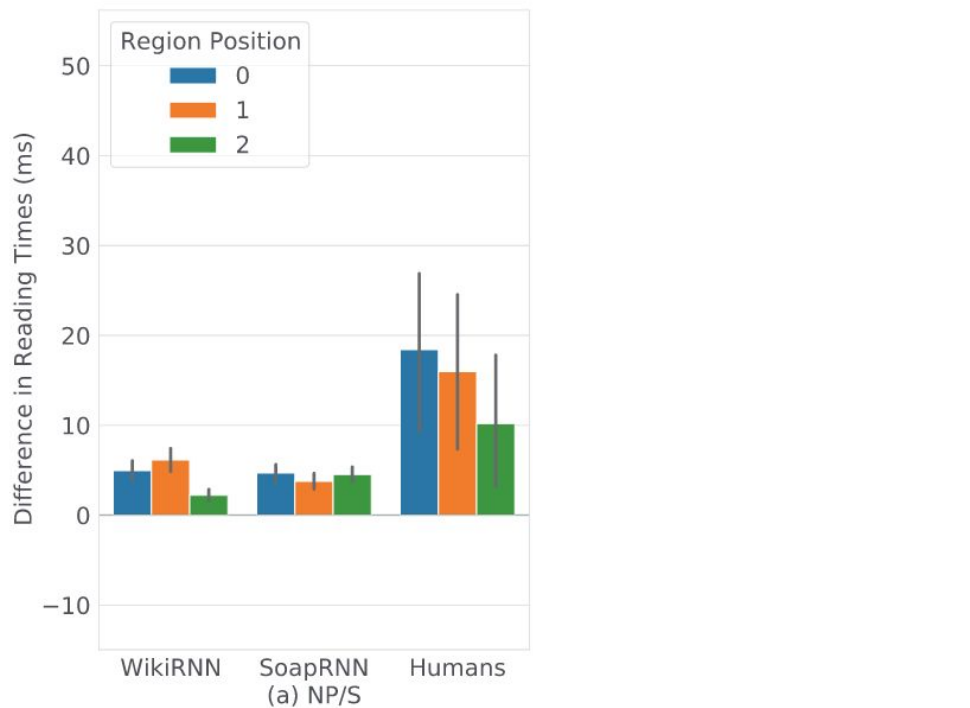 Region Position
0
1
2
Difference in Reading Times (ms)
50
40
30
20
10
0
−10
WikiRNN SoapRNN Humans
(a) NP/S